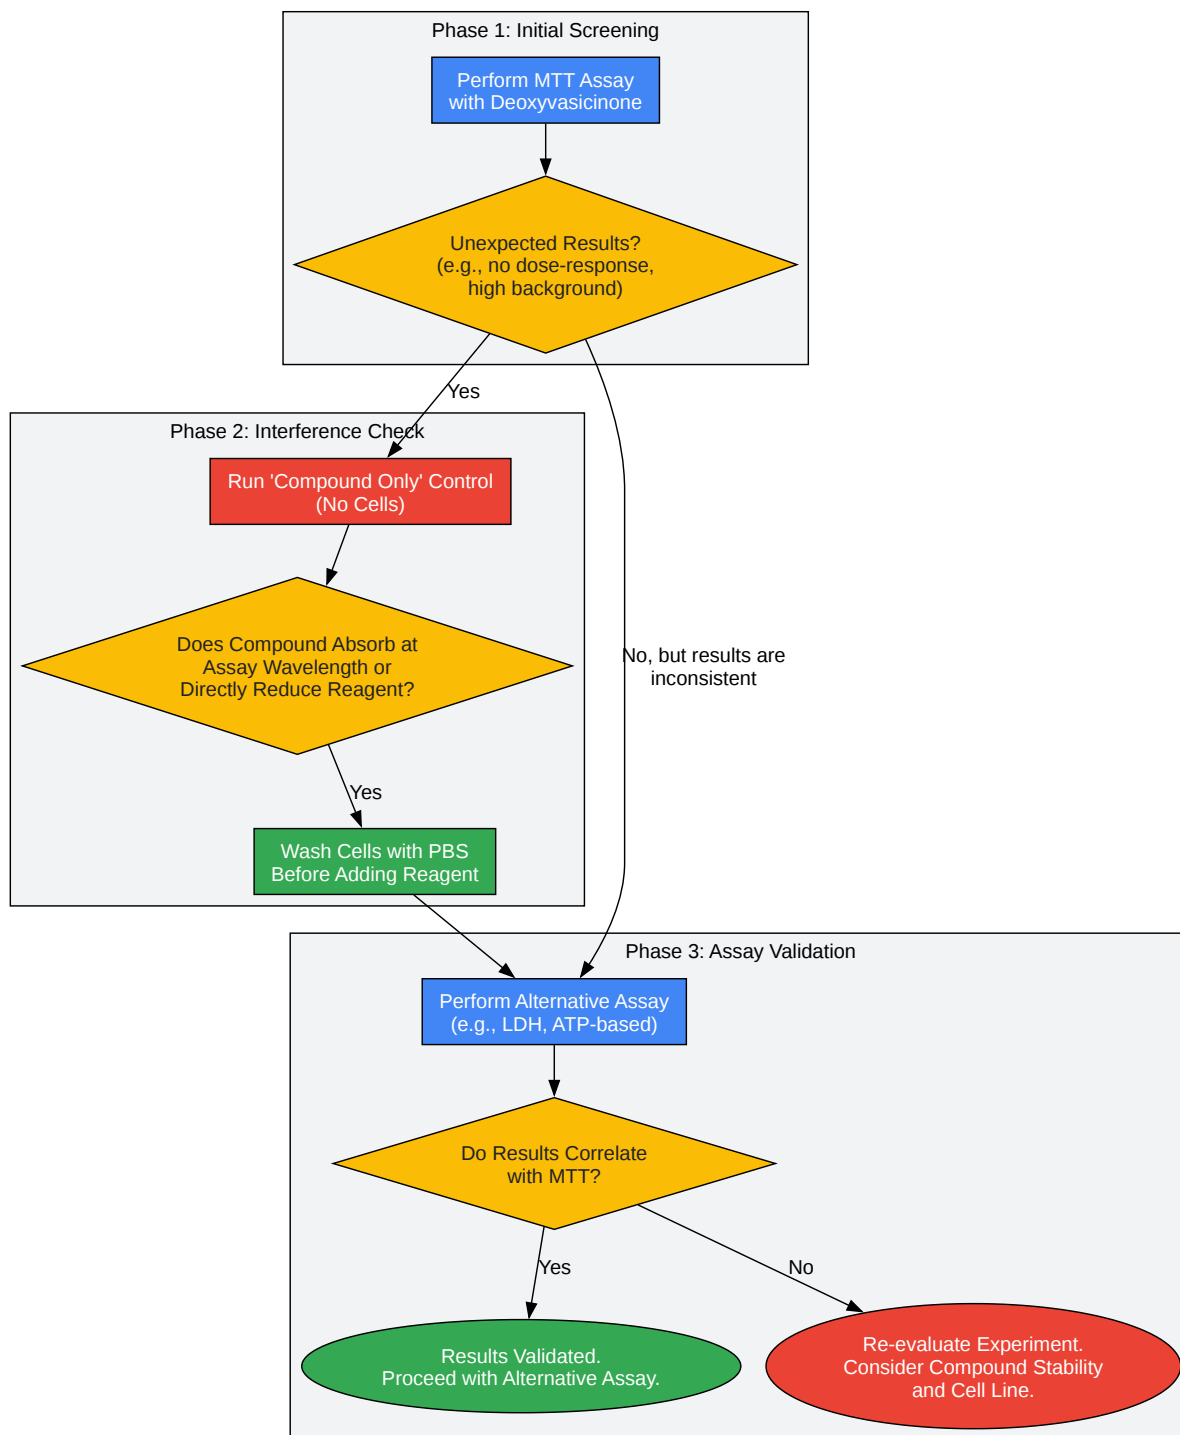 Phase 1: Initial Screening
Perform MTT Assay
with Deoxyvasicinone
Unexpected Results?
(e.g., no dose-response,
high background)
Yes
Phase 2: Interference Check
Run 'Compound Only' Control
(No Cells)
Does Compound Absorb at
Assay Wavelength or
Directly Reduce Reagent?
No, but results are
inconsistent
Yes
Wash Cells with PBS
Before Adding Reagent
Phase 3: Assay Validation
Perform Alternative Assay
(e.g., LDH, ATP-based)
Do Results Correlate
with MTT?
Yes
No
Results Validated.
Proceed with Alternative Assay.
Re-evaluate Experiment.
Consider Compound Stability
and Cell Line.